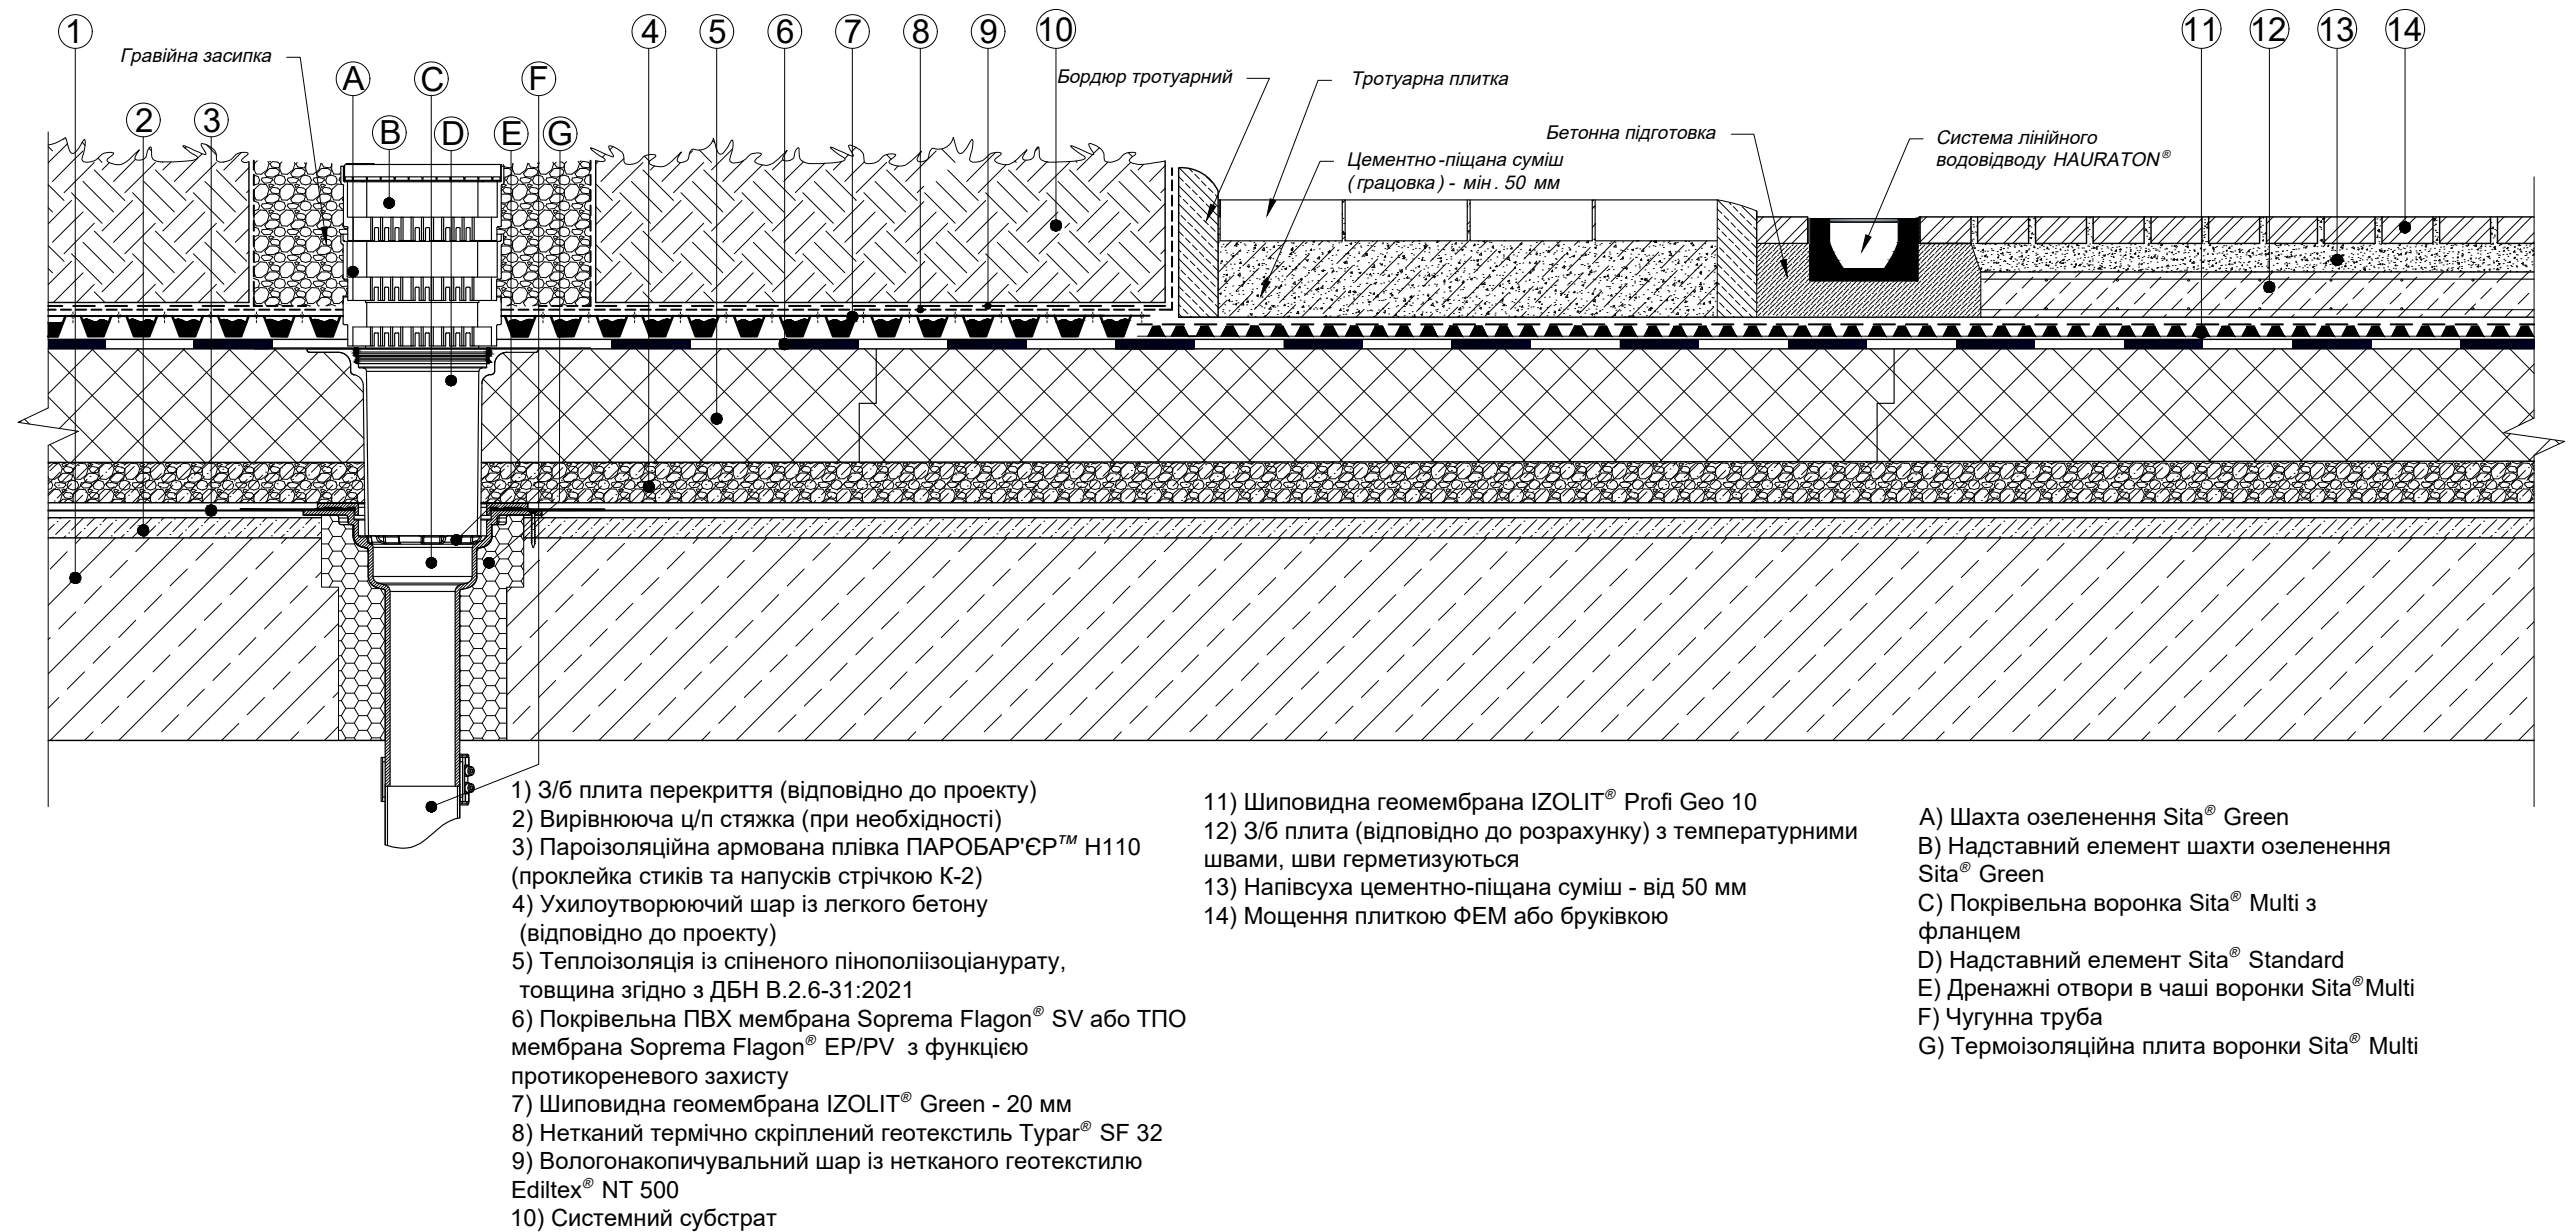 1
4
5
6
7
8
9
10
11
12
13
14
Гравійна засипка
A
C
F
Бордюр тротуарний
Тротуарна плитка
2
3
B
D
E
G
Бетонна підготовка
Система лінійного
водовідводу HAURATON®
Цементно-піщана суміш
(грацовка) - мін. 50 мм
1) З/б плита перекриття (відповідно до проекту)
2) Вирівнююча ц/п стяжка (при необхідності)
3) Пароізоляційна армована плівка ПАРОБАР'ЄР™ Н110
(проклейка стиків та напусків стрічкою К-2)
4) Ухилоутворюючий шар із легкого бетону
(відповідно до проекту)
5) Теплоізоляція із спіненого пінополіізоціанурату,
товщина згідно з ДБН В.2.6-31:2021
6) Покрівельна ПВХ мембрана Soprema Flagon® SV або ТПО
мембрана Soprema Flagon® EP/PV з функцією
протикореневого захисту
7) Шиповидна геомембрана IZOLIT® Green - 20 мм
8) Нетканий термічно скріплений геотекстиль Typar® SF 32
9) Вологонакопичувальний шар із нетканого геотекстилю
Ediltex® NT 500
10) Системний субстрат
11) Шиповидна геомембрана IZOLIT® Profi Geo 10
12) З/б плита (відповідно до розрахунку) з температурними
швами, шви герметизуються
13) Напівсуха цементно-піщана суміш - від 50 мм
14) Мощення плиткою ФЕМ або бруківкою
A) Шахта озеленення Sita® Green
B) Надставний елемент шахти озеленення
Sita® Green
C) Покрівельна воронка Sita® Multi з
фланцем
D) Надставний елемент Sita® Standard
E) Дренажні отвори в чаші воронки Sita®Multi
F) Чугунна труба
G) Термоізоляційна плита воронки Sita® Multi